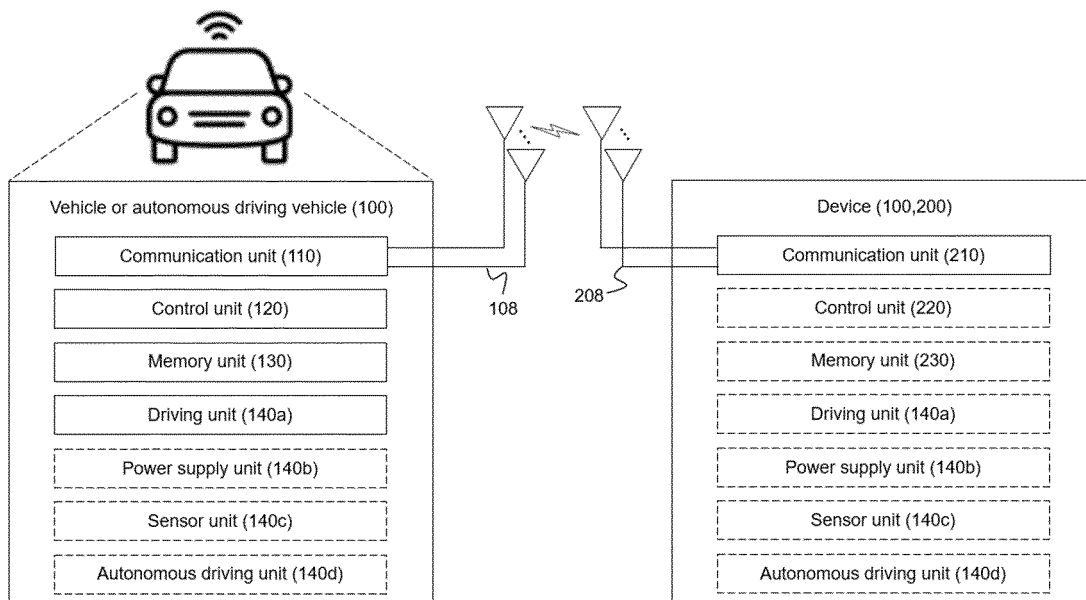 Vehicle or autonomous driving vehicle (100)
Communication unit (110)
Control unit (120)
Memory unit (130)
Driving unit (140a)
Power supply unit (140b)
Sensor unit (140c)
Autonomous driving unit (140d)
108
208
Device (100,200)
Communication unit (210)
Control unit (220)
Memory unit (230)
Driving unit (140a)
Power supply unit (140b)
Sensor unit (140c)
Autonomous driving unit (140d)